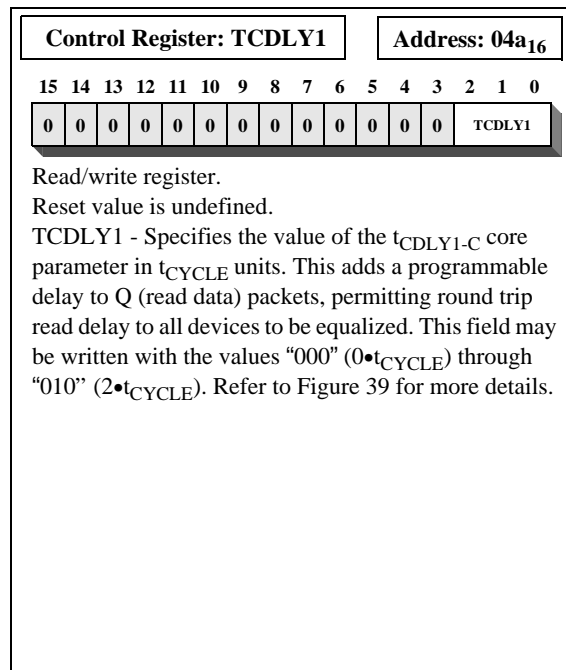 Control Register: TCDLY1 Address: 04a₁₆
15 14 13 12 11 10 9 8 7 6 5 4 3 2 1 0
0 0 0 0 0 0 0 0 0 0 0 0 0 TCDLY1
Read/write register.
Reset value is undefined.
TCDLY1 - Specifies the value of the t_CDLY1-C core
parameter in t_CYCLE units. This adds a programmable
delay to Q (read data) packets, permitting round trip
read delay to all devices to be equalized. This field may
be written with the values “000” (0•t_CYCLE) through
“010” (2•t_CYCLE). Refer to Figure 39 for more details.